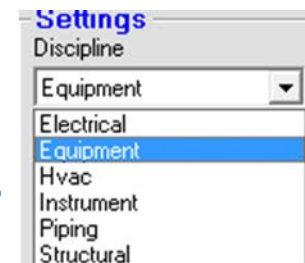 Settings
Discipline
Equipment
Electrical
Equipment
Hvac
Instrument
Piping
Structural